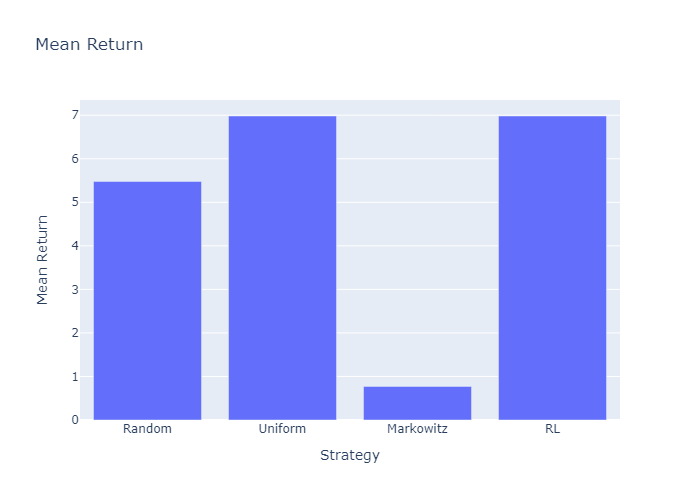 Mean Return
Mean Return
7
6
5
4
3
2
1
0
Random
Uniform
Markowitz
RL
Strategy